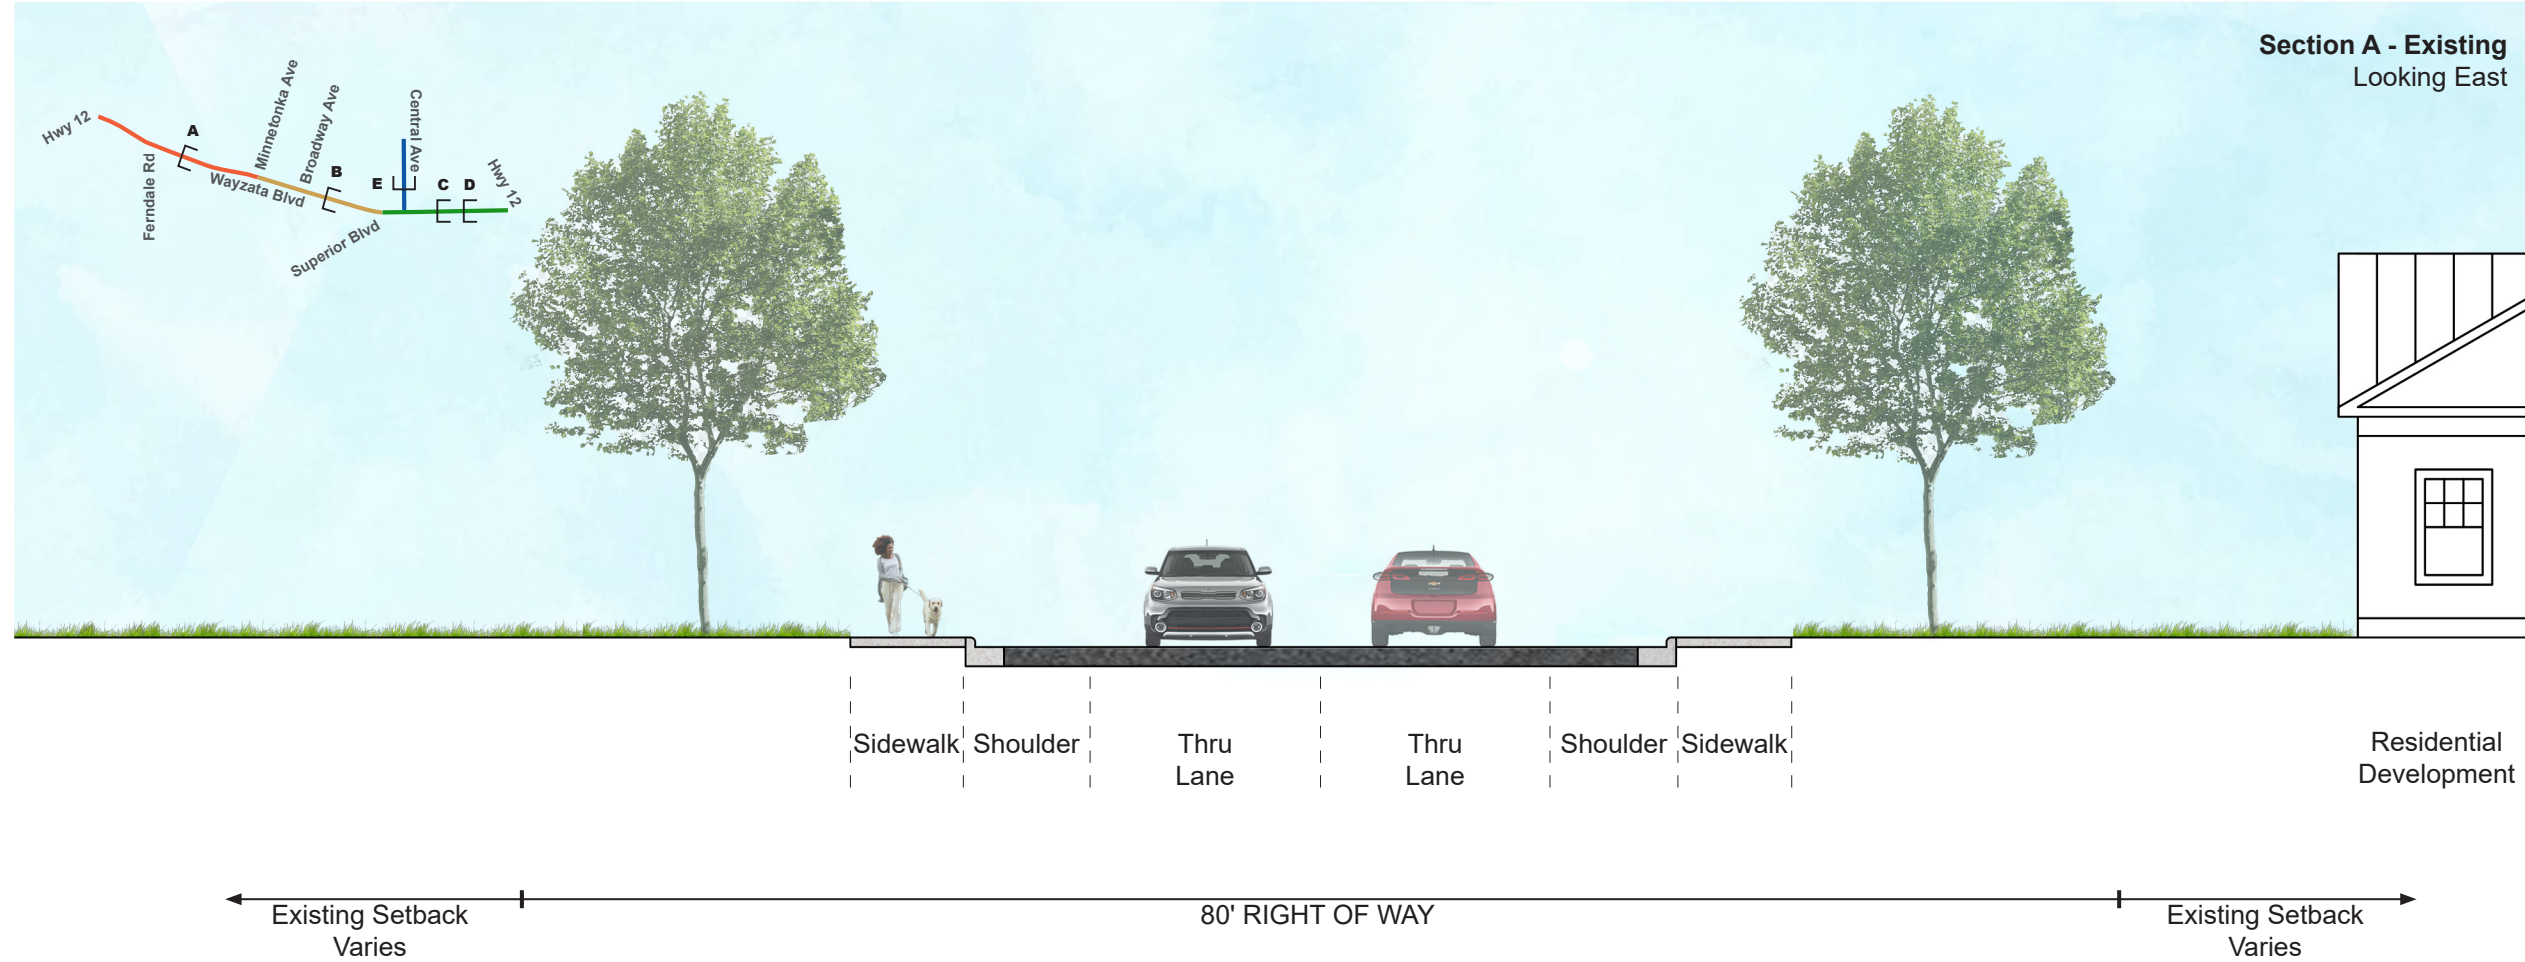 Section A - Existing
Looking East
Hwy 12
Ferndale Rd
A
Wayzata Blvd
Minnetonka Ave
Broadway Ave
B
Superior Blvd
E
Central Ave
C
D
Hwy 12
Sidewalk
Shoulder
Thru
Lane
Thru
Lane
Shoulder
Sidewalk
Residential
Development
Existing Setback
Varies
80' RIGHT OF WAY
Existing Setback
Varies